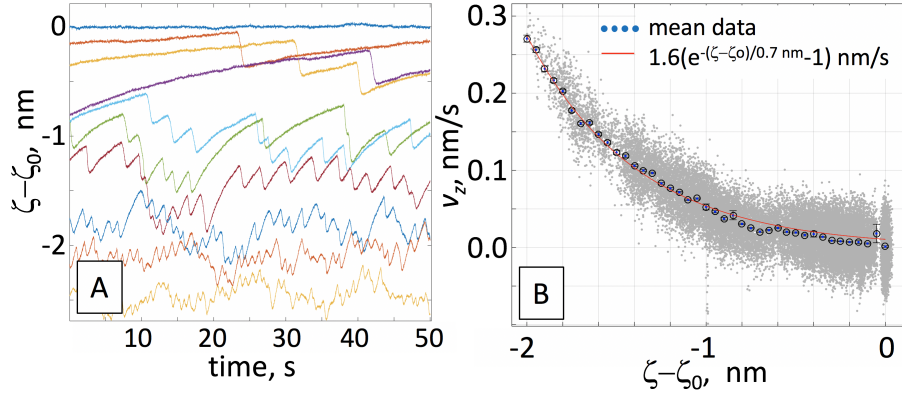 0
-1
-2
ζ−ζ₀, nm
A
10
20
30
40
50
time, s
0.3
0.2
0.1
0.0
v_z, nm/s
mean data
1.6(e^-(ζ−ζo)/0.7 nm-1) nm/s
B
-2
-1
0
ζ−ζ₀, nm